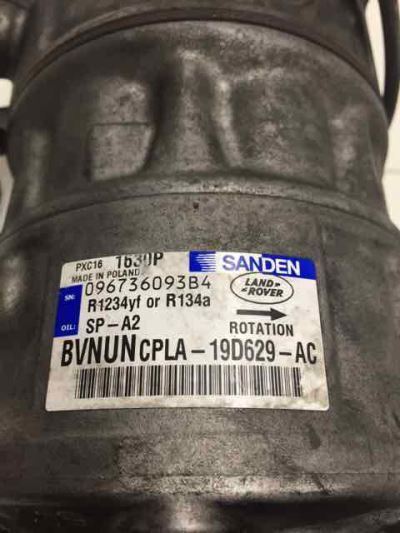 PXC16 1630P
MADE IN POLAND
SANDEN
SN: 096736093B4
LAND ROVER
R1234yf or R134a
OIL: SP-A2
ROTATION
BVNUN CPLA-19D629-AC